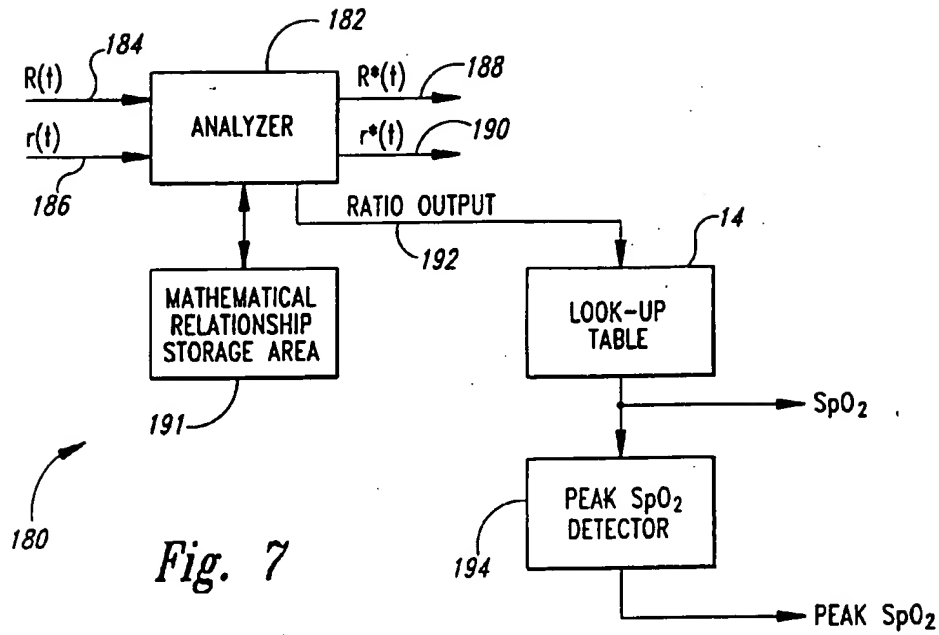 182
184
R(t)
R*(t)
188
ANALYZER
r(t)
r*(t)
186
190
RATIO OUTPUT
192
14
MATHEMATICAL
RELATIONSHIP
STORAGE AREA
LOOK-UP
TABLE
191
SpO₂
180
PEAK SpO₂
DETECTOR
194
Fig. 7
PEAK SpO₂